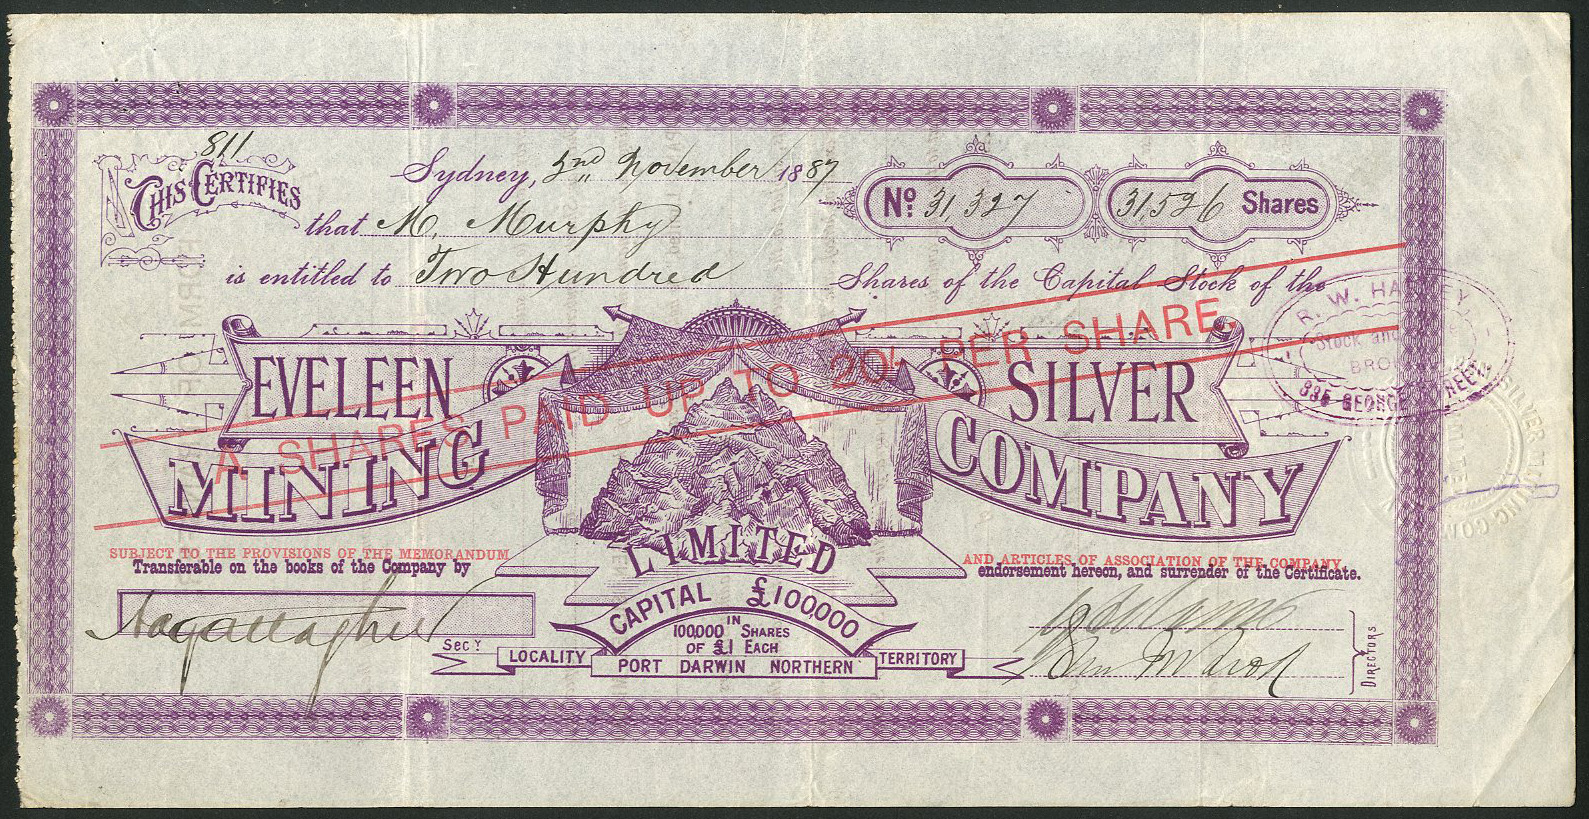 811
THIS CERTIFIES
Sydney, 2nd November 1887
No. 31,327 31,526 Shares
that M. Murphy
is entitled to Two Hundred Shares of the Capital Stock of the
EVELEEN SILVER
MINING COMPANY
LIMITED
A SHARES PAID UP TO 20/- PER SHARE.
R. W. HA
Stock and
BRO
GEORGE
SUBJECT TO THE PROVISIONS OF THE MEMORANDUM AND ARTICLES OF ASSOCIATION OF THE COMPANY.
Transferable on the books of the Company by endorsement hereon, and surrender of the Certificate.
CAPITAL £100,000
IN
100,000 SHARES
OF £1 EACH
Secy
DIRECTORS
LOCALITY PORT DARWIN NORTHERN TERRITORY